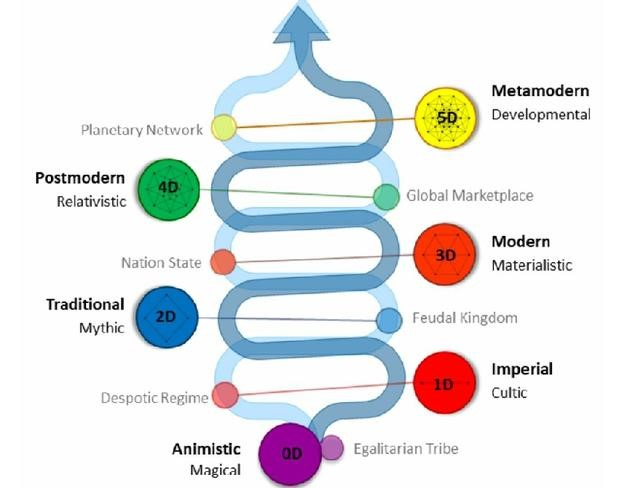 Metamodern
5D
Developmental
Planetary Network
Postmodern
4D
Relativistic
Global Marketplace
Modern
3D
Materialistic
Nation State
Traditional
2D
Mythic
Feudal Kingdom
Imperial
1D
Cultic
Despotic Regime
Animistic
0D
Magical
Egalitarian Tribe